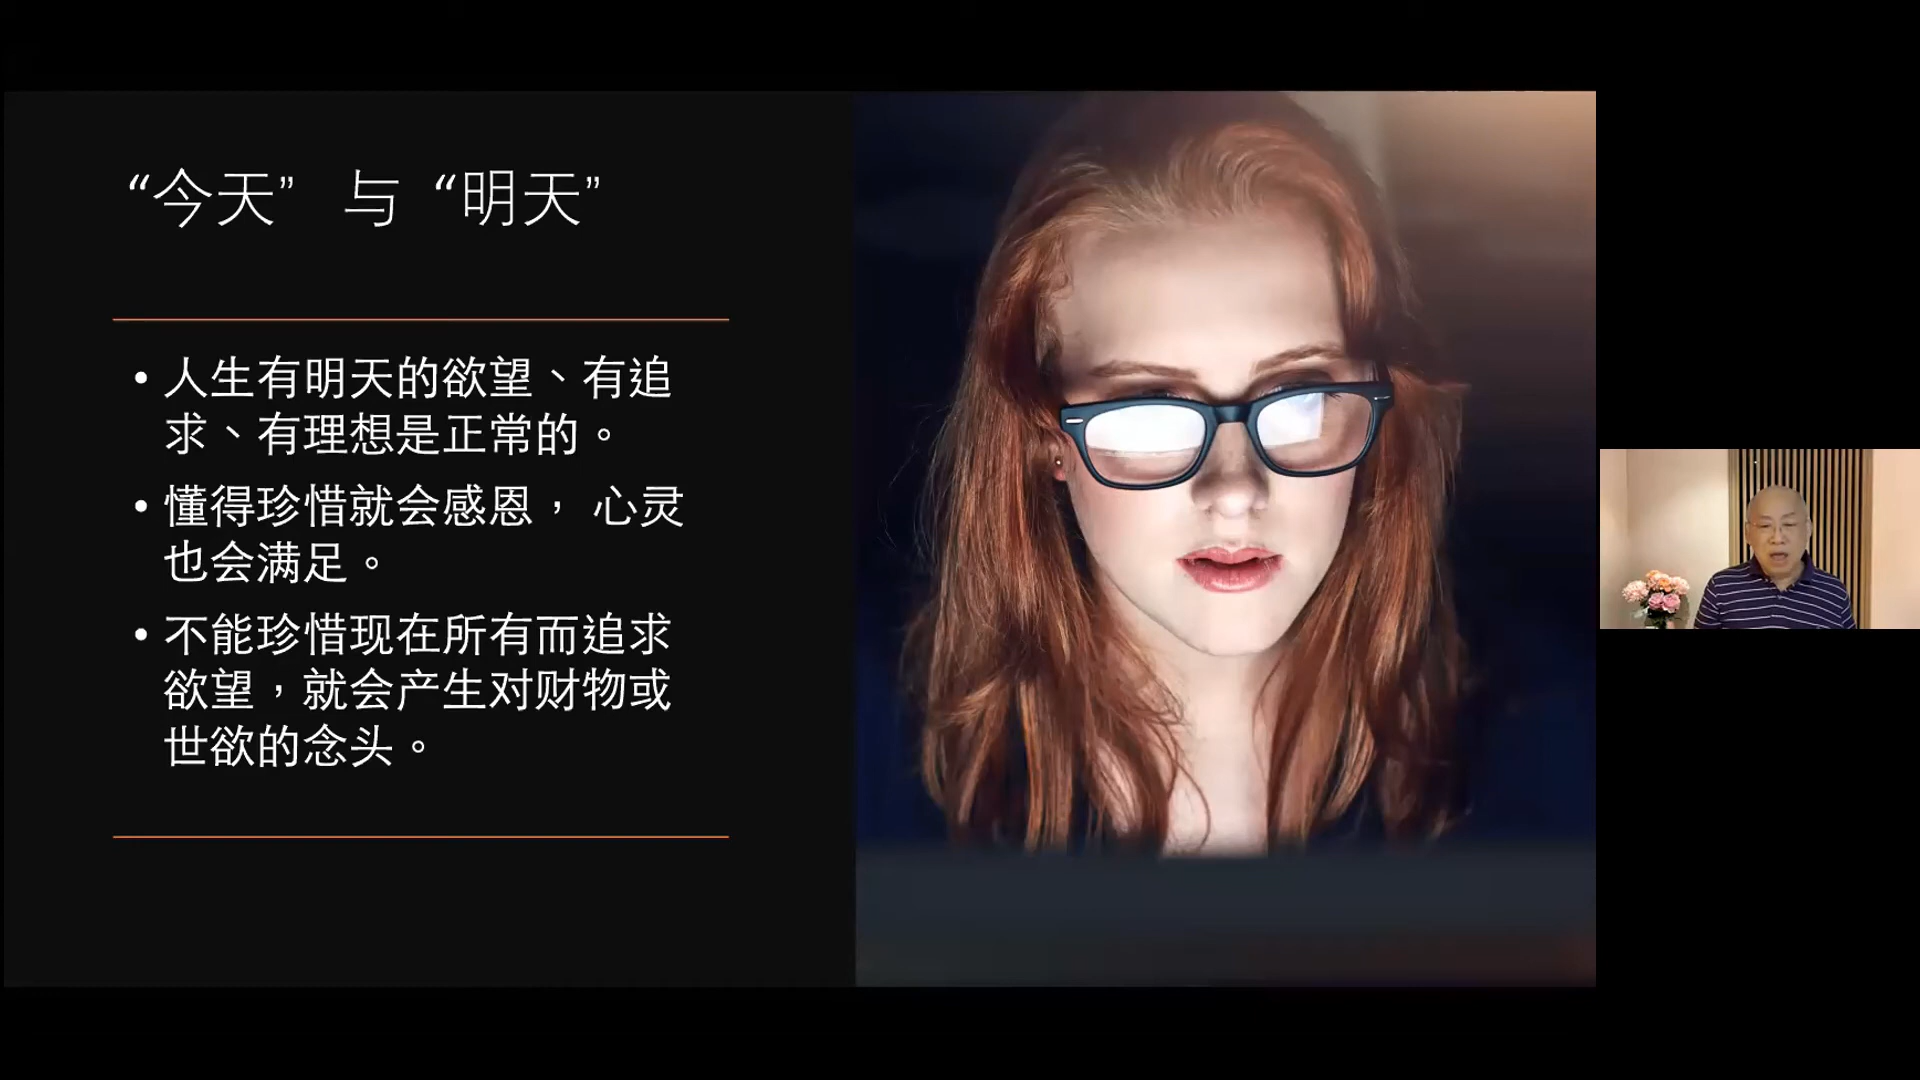 “今天” 与 “明天”
• 人生有明天的欲望、有追
求、有理想是正常的。
• 懂得珍惜就会感恩， 心灵
也会满足。
• 不能珍惜现在所有而追求
欲望，就会产生对财物或
世欲的念头。